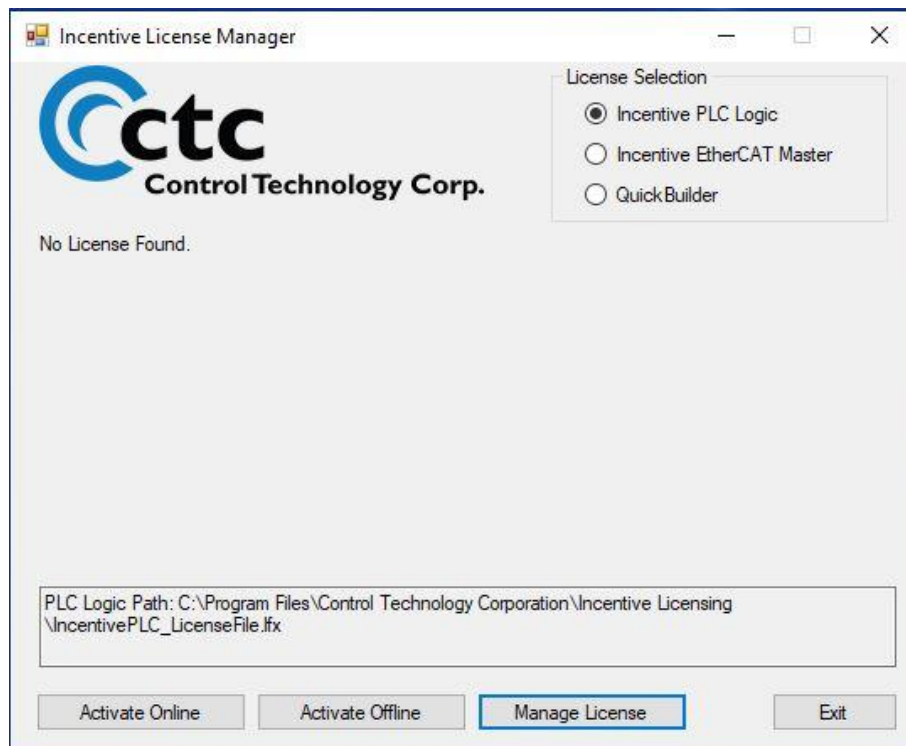 Incentive License Manager
ctc
Control Technology Corp.
License Selection
Incentive PLC Logic
Incentive EtherCAT Master
QuickBuilder
No License Found.
PLC Logic Path: C:\Program Files\Control Technology Corporation\Incentive Licensing
\IncentivePLC_LicenseFile.lfx
Activate Online
Activate Offline
Manage License
Exit